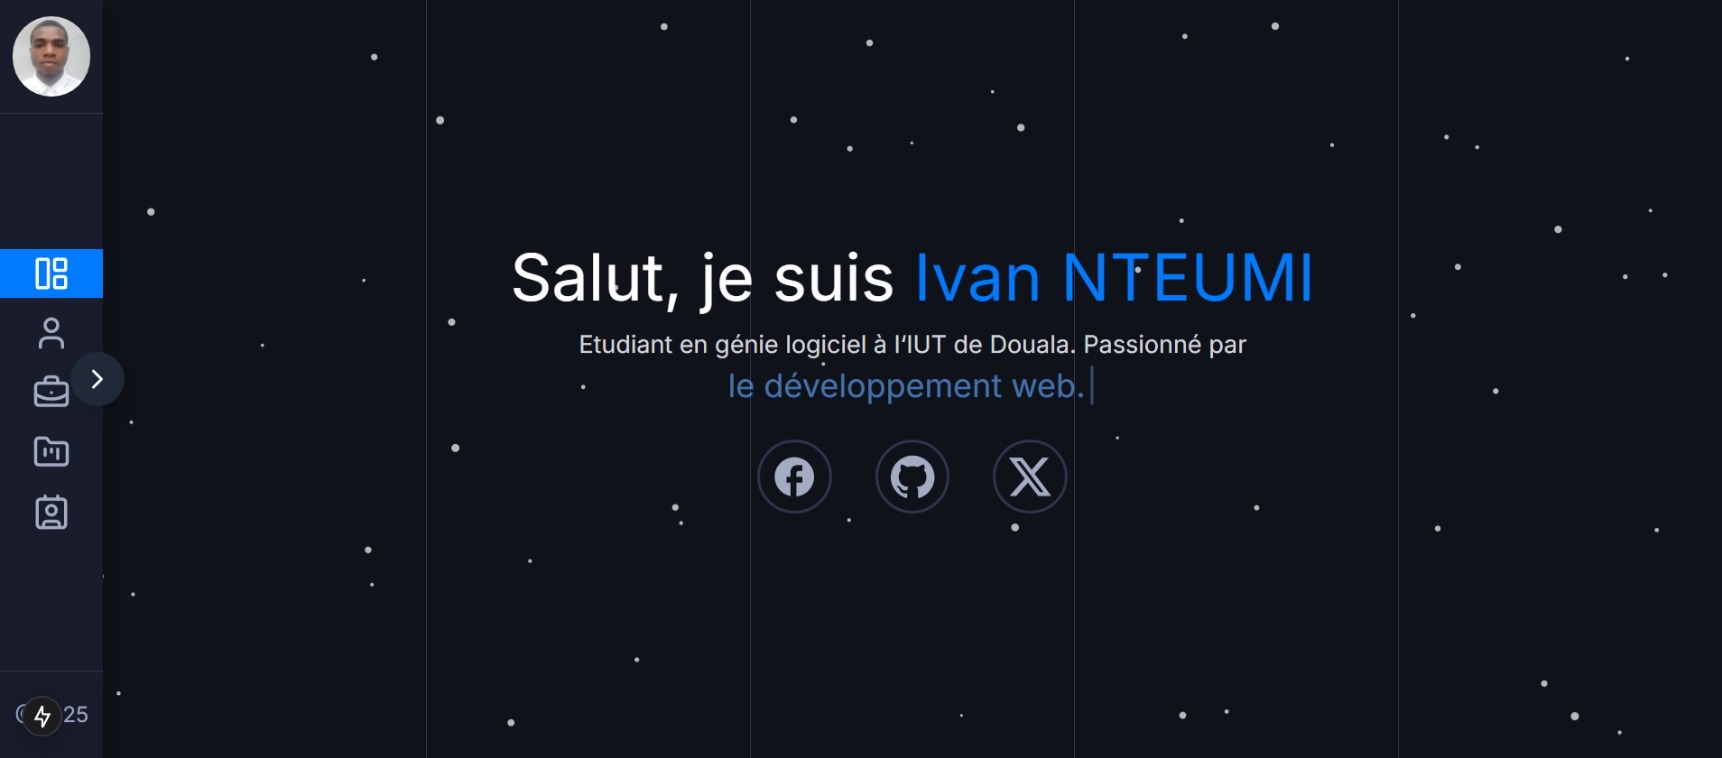 Salut, je suis Ivan NTEUMI
Etudiant en génie logiciel à l'IUT de Douala. Passionné par
le développement web.
25